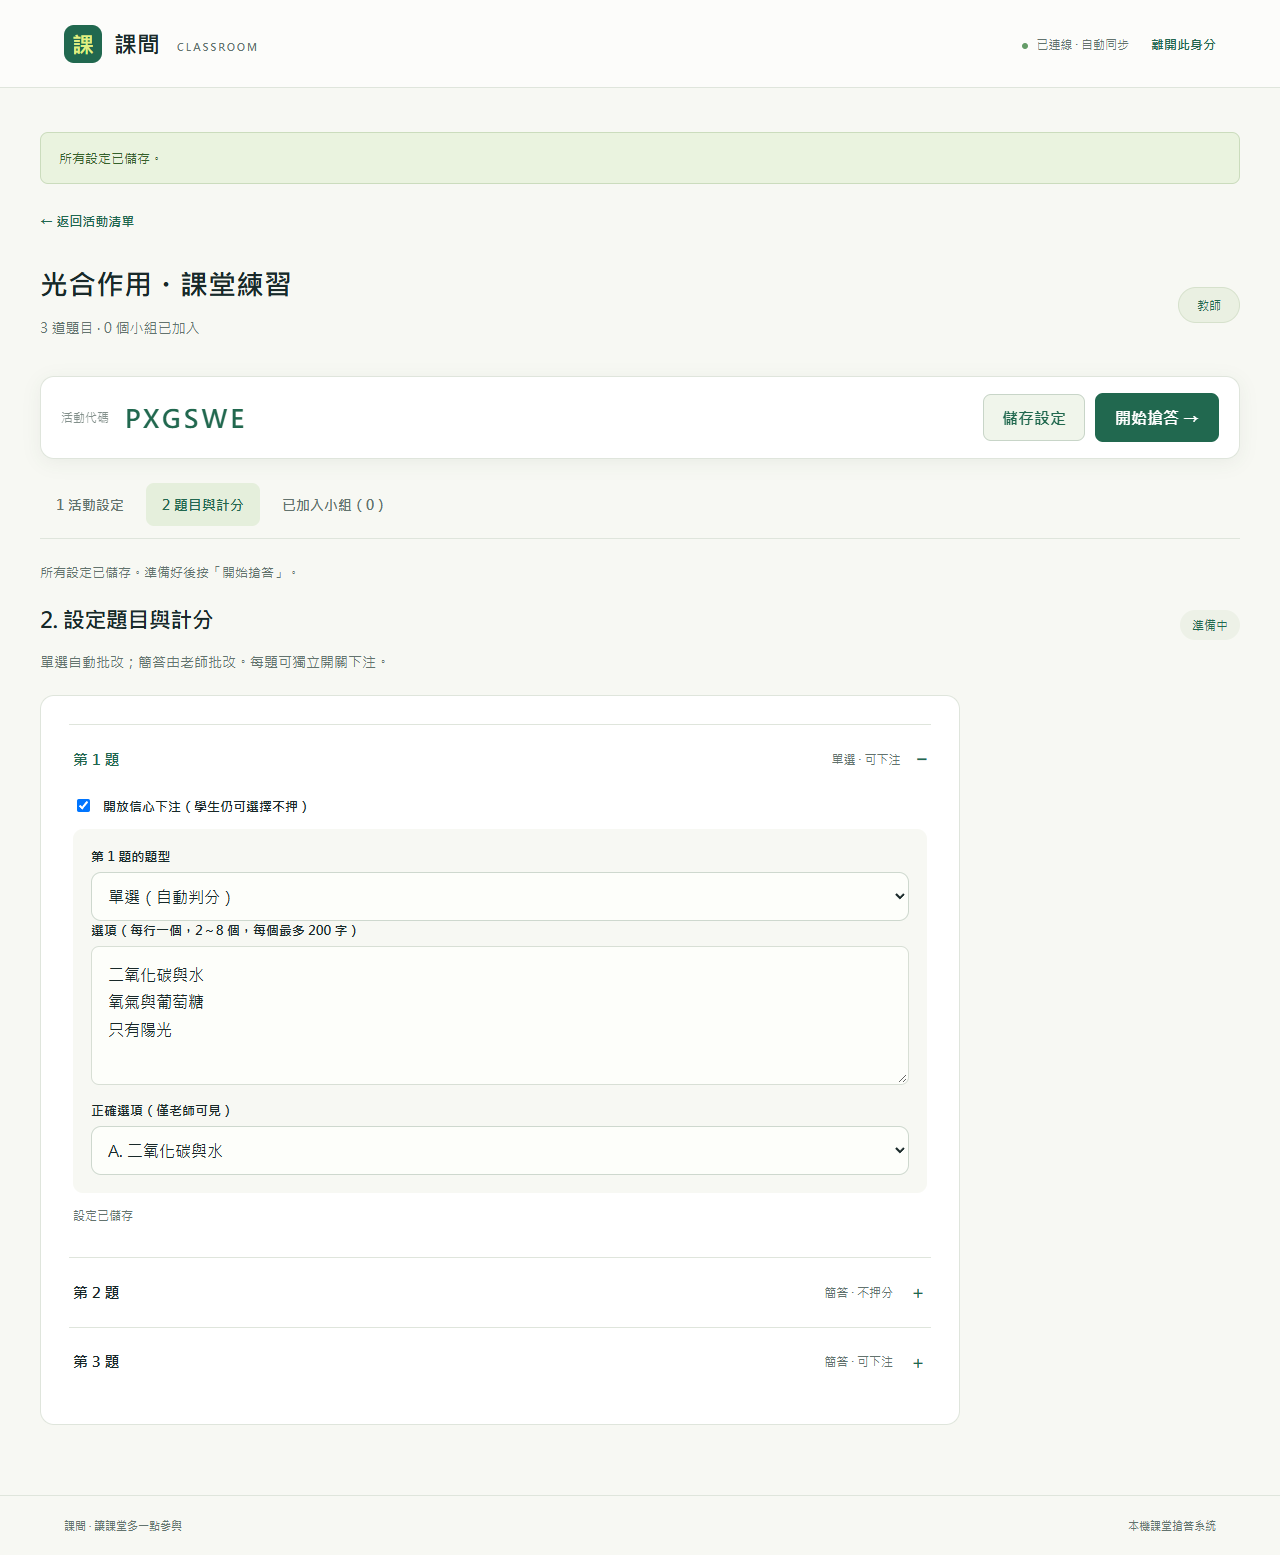 課 課間 CLASSROOM
已連線 · 自動同步 離開此身分
所有設定已儲存。
← 返回活動清單
光合作用・課堂練習
3 道題目 · 0 個小組已加入
教師
活動代碼 PXGSWE
儲存設定
開始搶答 →
1 活動設定
2 題目與計分
已加入小組（0）
所有設定已儲存。準備好後按「開始搶答」。
2. 設定題目與計分
準備中
單選自動批改；簡答由老師批改。每題可獨立開關下注。
第 1 題
單選 · 可下注 −
開放信心下注（學生仍可選擇不押）
第 1 題的題型
單選（自動判分）
選項（每行一個，2～8 個，每個最多 200 字）
二氧化碳與水
氧氣與葡萄糖
只有陽光
正確選項（僅老師可見）
A. 二氧化碳與水
設定已儲存
第 2 題
簡答 · 不押分 +
第 3 題
簡答 · 可下注 +
課間 · 讓課堂多一點參與
本機課堂搶答系統